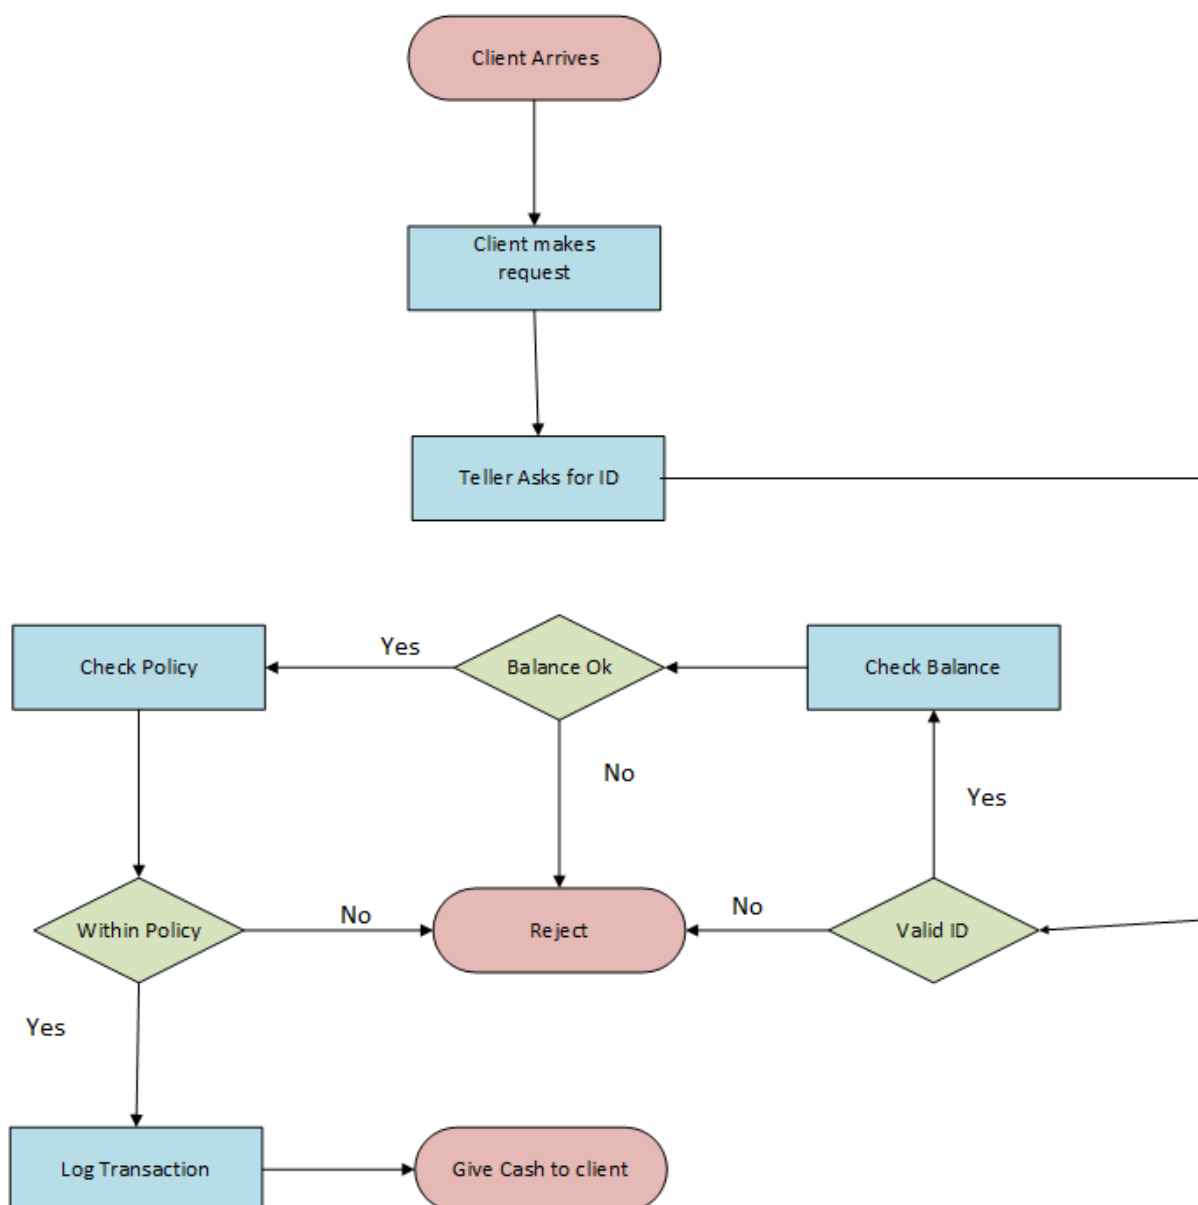 Client Arrives
Client makes
request
Teller Asks for ID
Check Policy
Yes
Balance Ok
Check Balance
No
Yes
Within Policy
No
Reject
No
Valid ID
Yes
Log Transaction
Give Cash to client